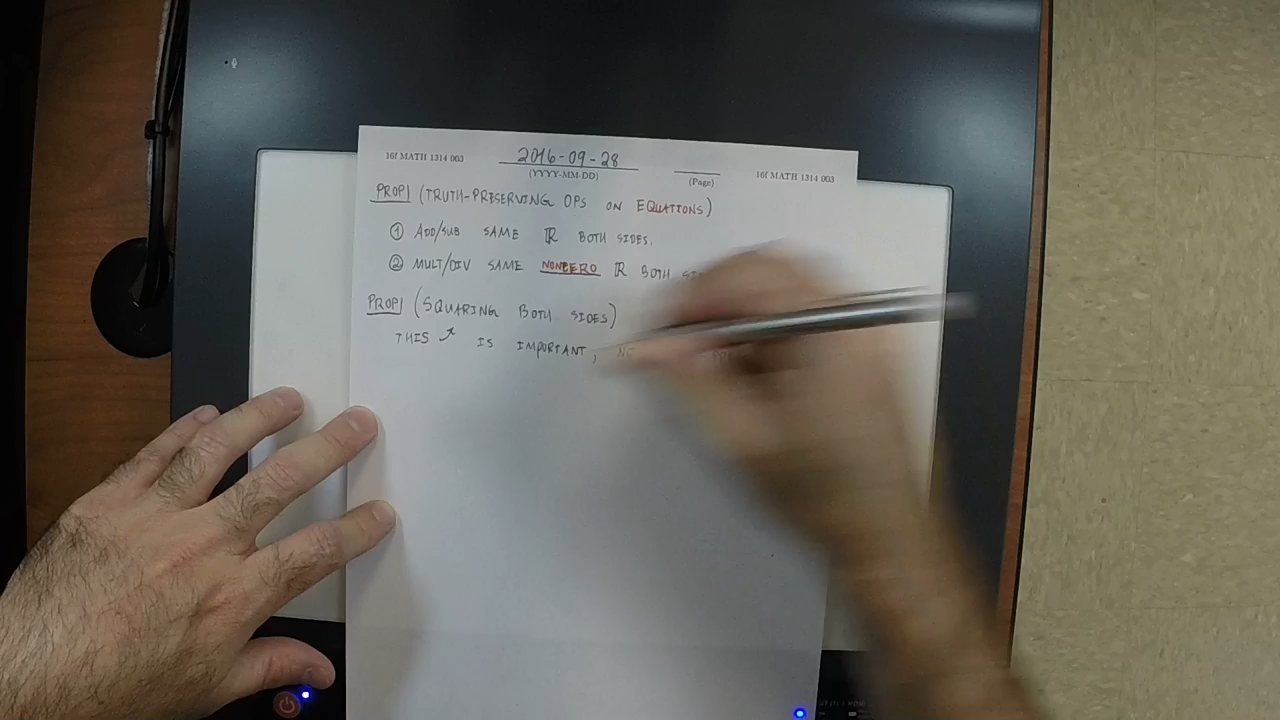 16f MATH 1314 003 2016-09-28 16f MATH 1314 003
(YYYY-MM-DD) (Page)
PROP (TRUTH-PRESERVING OPS ON EQUATIONS)
① ADD/SUB SAME ℝ BOTH SIDES.
② MULT/DIV SAME NONZERO ℝ BOTH
PROP (SQUARING BOTH SIDES)
THIS ↗ IS IMPORTANT,